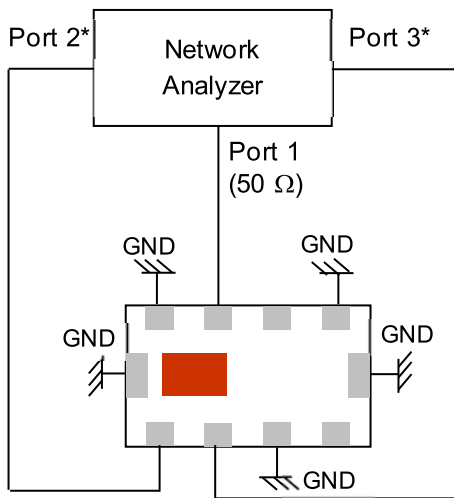 Port 2*
Network
Analyzer
Port 3*
Port 1
(50 Ω)
GND
GND
GND
GND
GND